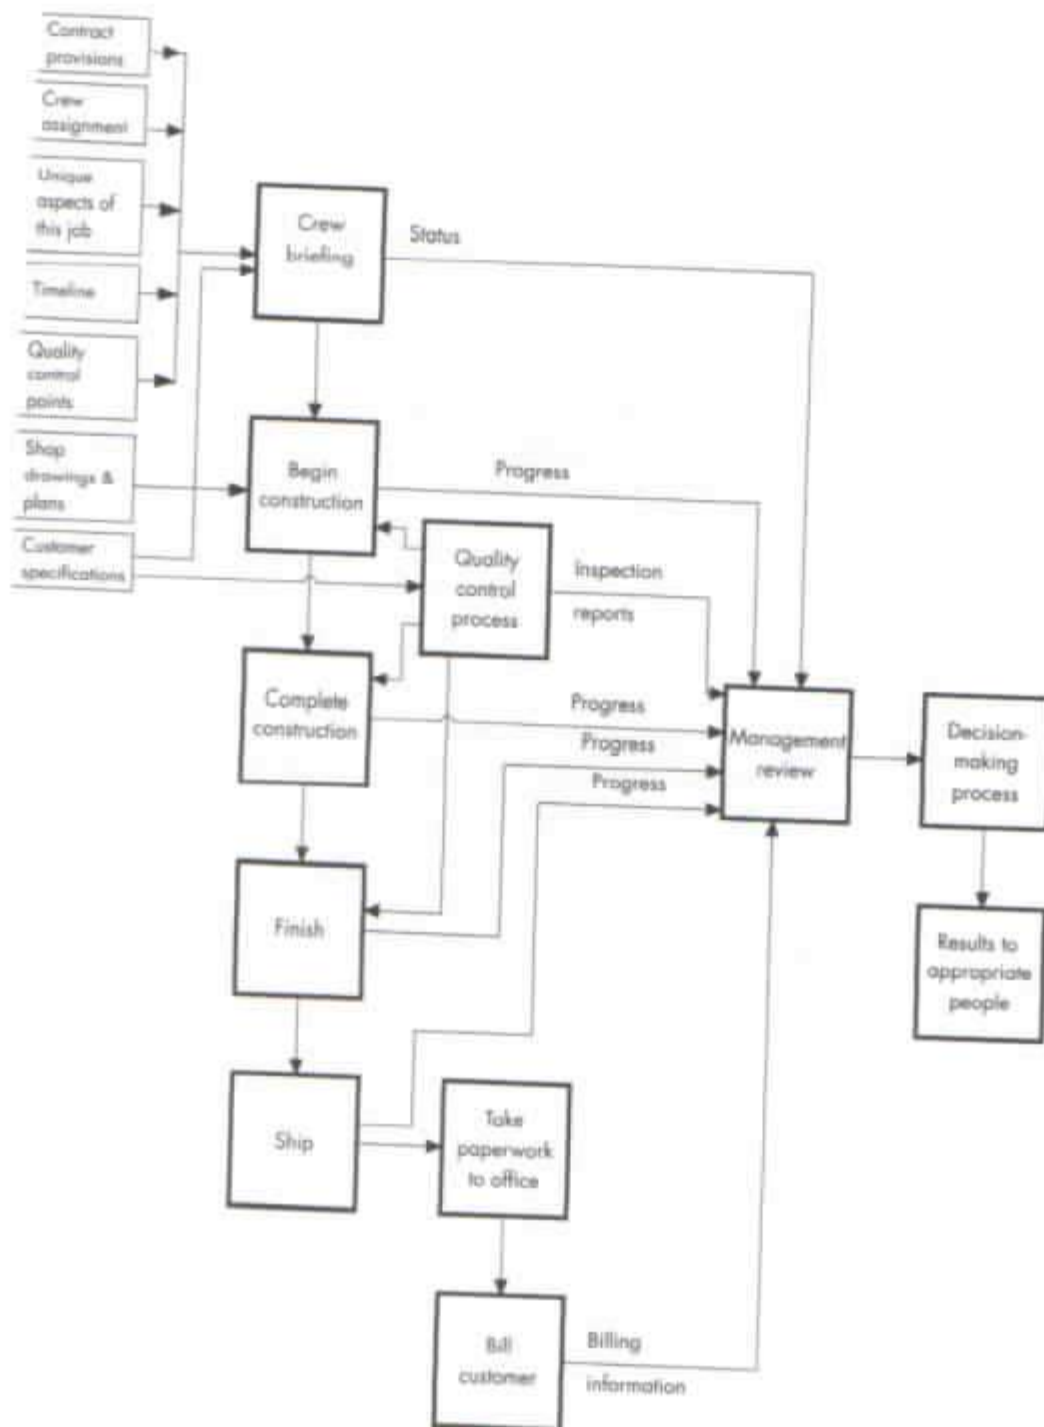 Contract
provisions
Crew
assignment
Unique
aspects of
this job
Timeline
Quality
control
points
Shop
drawings &
plans
Customer
specifications
Crew
briefing
Status
Begin
construction
Progress
Quality
control
process
Inspection
reports
Complete
construction
Progress
Progress
Progress
Management
review
Decision-
making
process
Finish
Results to
appropriate
people
Ship
Take
paperwork
to office
Bill
customer
Billing
information